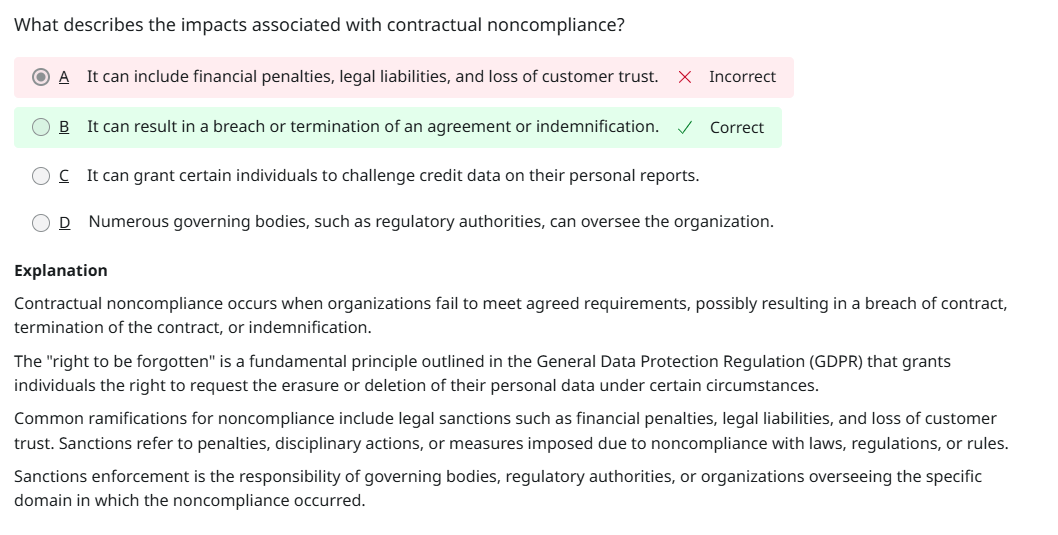 What describes the impacts associated with contractual noncompliance?
A It can include financial penalties, legal liabilities, and loss of customer trust. Incorrect
B It can result in a breach or termination of an agreement or indemnification. Correct
C It can grant certain individuals to challenge credit data on their personal reports.
D Numerous governing bodies, such as regulatory authorities, can oversee the organization.
Explanation
Contractual noncompliance occurs when organizations fail to meet agreed requirements, possibly resulting in a breach of contract,
termination of the contract, or indemnification.
The "right to be forgotten" is a fundamental principle outlined in the General Data Protection Regulation (GDPR) that grants
individuals the right to request the erasure or deletion of their personal data under certain circumstances.
Common ramifications for noncompliance include legal sanctions such as financial penalties, legal liabilities, and loss of customer
trust. Sanctions refer to penalties, disciplinary actions, or measures imposed due to noncompliance with laws, regulations, or rules.
Sanctions enforcement is the responsibility of governing bodies, regulatory authorities, or organizations overseeing the specific
domain in which the noncompliance occurred.